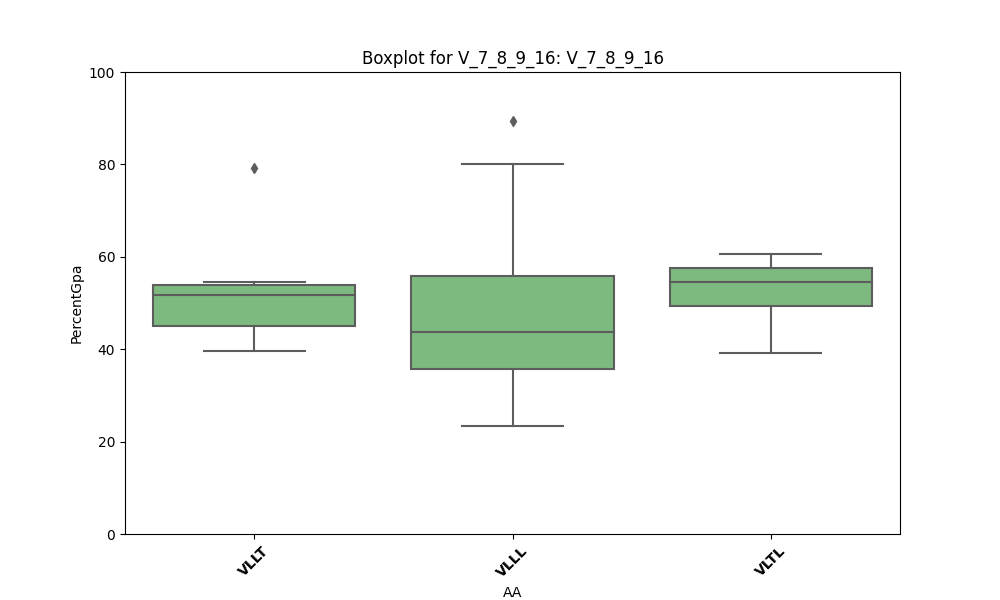 Boxplot for V_7_8_9_16: V_7_8_9_16
100
80
60
40
20
0
PercentGpa
VLLT
VLLL
VLTL
AA